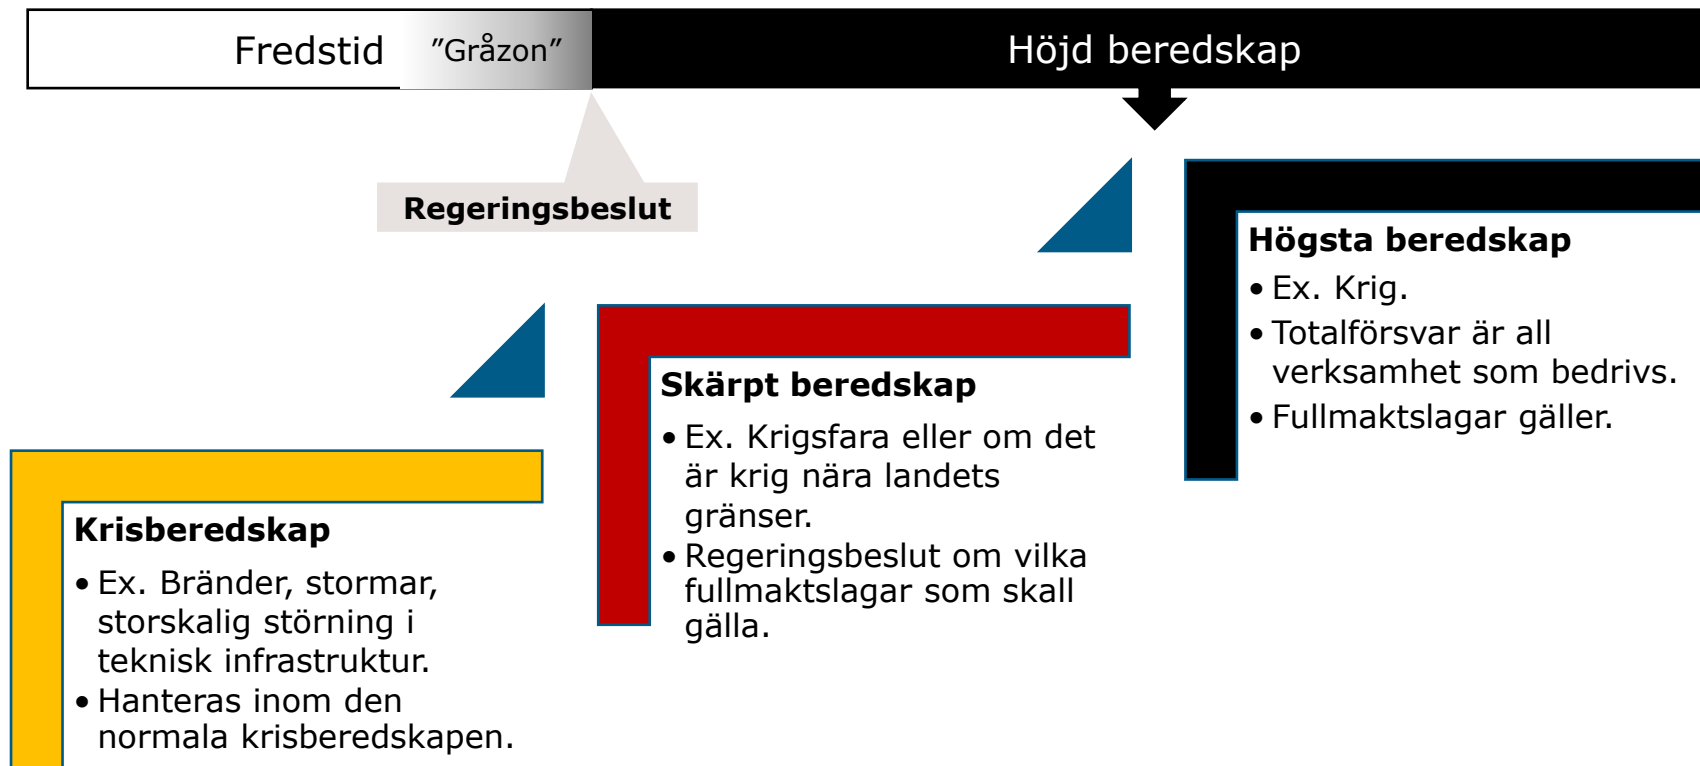 Fredstid
”Gråzon”
Höjd beredskap
Regeringsbeslut
Krisberedskap
• Ex. Bränder, stormar,
storskalig störning i
teknisk infrastruktur.
• Hanteras inom den
normala krisberedskapen.
Skärpt beredskap
• Ex. Krigsfara eller om det
är krig nära landets
gränser.
• Regeringsbeslut om vilka
fullmaktslagar som skall
gälla.
Högsta beredskap
• Ex. Krig.
• Totalförsvar är all
verksamhet som bedrivs.
• Fullmaktslagar gäller.